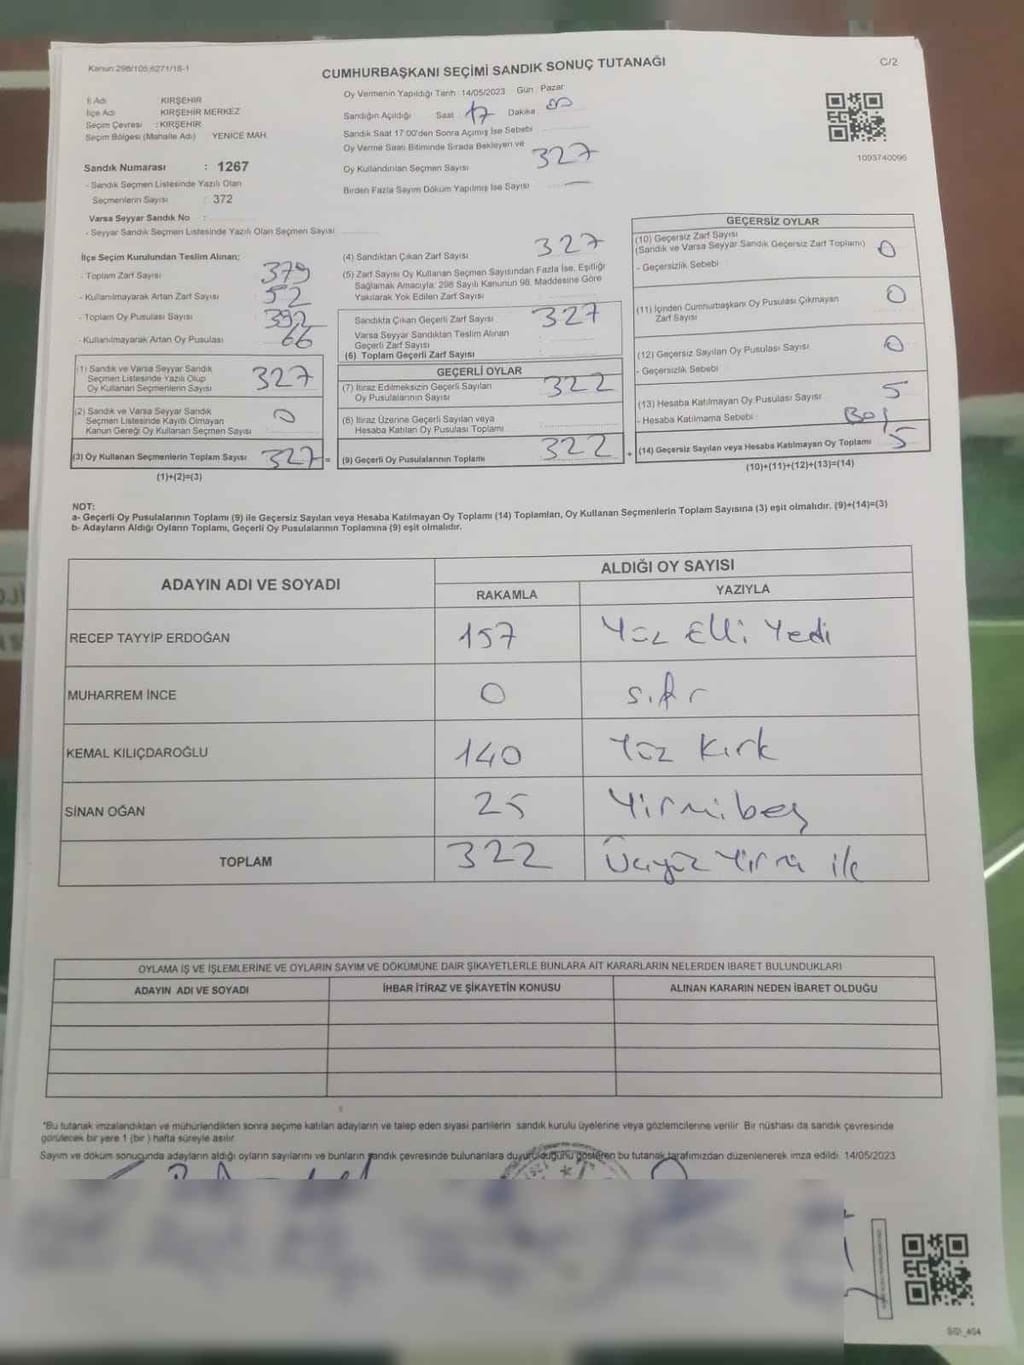 Kanun:298/105,6271/18-1
CUMHURBAŞKANI SEÇİMİ SANDIK SONUÇ TUTANAĞI
C/2
İl Adı : KIRŞEHİR
İlçe Adı : KIRŞEHİR MERKEZ
Seçim Çevresi : KIRŞEHİR
Seçim Bölgesi (Mahalle Adı) YENİCE MAH.
Sandık Numarası : 1267
- Sandık Seçmen Listesinde Yazılı Olan
Seçmenlerin Sayısı : 372
Varsa Seyyar Sandık No :
- Seyyar Sandık Seçmen Listesinde Yazılı Olan Seçmen Sayısı
Oy Vermenin Yapıldığı Tarih : 14/05/2023 Gün : Pazar
Sandığın Açıldığı Saat : 17 Dakika : 00
Sandık Saat 17:00'den Sonra Açılmış İse Sebebi
Oy Verme Saati Bitiminde Sırada Bekleyen ve
Oy Kullandırılan Seçmen Sayısı 327
Birden Fazla Sayım Döküm Yapılmış İse Sayısı —
1093740096
İlçe Seçim Kurulundan Teslim Alınan;
- Toplam Zarf Sayısı 379
- Kullanılmayarak Artan Zarf Sayısı 52
- Toplam Oy Pusulası Sayısı 392
- Kullanılmayarak Artan Oy Pusulası 66
(1) Sandık ve Varsa Seyyar Sandık
Seçmen Listesinde Yazılı Olup
Oy Kullanan Seçmenlerin Sayısı 327
(2) Sandık ve Varsa Seyyar Sandık
Seçmen Listesinde Kayıtlı Olmayan
Kanun Gereği Oy Kullanan Seçmen Sayısı 0
(3) Oy Kullanan Seçmenlerin Toplam Sayısı 327 =
(1)+(2)=(3)
(4) Sandıktan Çıkan Zarf Sayısı 327
(5) Zarf Sayısı Oy Kullanan Seçmen Sayısından Fazla İse, Eşitliği
Sağlamak Amacıyla; 298 Sayılı Kanunun 98. Maddesine Göre
Yakılarak Yok Edilen Zarf Sayısı
Sandıkta Çıkan Geçerli Zarf Sayısı 327
Varsa Seyyar Sandıktan Teslim Alınan
Geçerli Zarf Sayısı
(6) Toplam Geçerli Zarf Sayısı
GEÇERLİ OYLAR
(7) İtiraz Edilmeksizin Geçerli Sayılan
Oy Pusulasının Sayısı 322
(8) İtiraz Üzerine Geçerli Sayılan veya
Hesaba Katılan Oy Pusulası Toplamı
(9) Geçerli Oy Pusulalarının Toplamı 322 +
GEÇERSİZ OYLAR
(10) Geçersiz Zarf Sayısı
(Sandık ve Varsa Seyyar Sandık Geçersiz Zarf Toplamı) 0
- Geçersizlik Sebebi
(11) İçinden Cumhurbaşkanı Oy Pusulası Çıkmayan
Zarf Sayısı 0
(12) Geçersiz Sayılan Oy Pusulası Sayısı 0
- Geçersizlik Sebebi
(13) Hesaba Katılmayan Oy Pusulası Sayısı 5
- Hesaba Katılmama Sebebi : Boş
(14) Geçersiz Sayılan veya Hesaba Katılmayan Oy Toplamı 5
(10)+(11)+(12)+(13)=(14)
NOT:
a- Geçerli Oy Pusulalarının Toplamı (9) ile Geçersiz Sayılan veya Hesaba Katılmayan Oy Toplamı (14) Toplamları, Oy Kullanan Seçmenlerin Toplam Sayısına (3) eşit olmalıdır. (9)+(14)=(3)
b- Adayların Aldığı Oyların Toplamı, Geçerli Oy Pusulalarının Toplamına (9) eşit olmalıdır.
ADAYIN ADI VE SOYADI
ALDIĞI OY SAYISI
RAKAMLA YAZIYLA
RECEP TAYYİP ERDOĞAN 157 Yüz Elli Yedi
MUHARREM İNCE 0 sıfır
KEMAL KILIÇDAROĞLU 140 Yüz Kırk
SİNAN OĞAN 25 Yirmibeş
TOPLAM 322 Üçyüz Yirmi iki
OYLAMA İŞ VE İŞLEMLERİNE VE OYLARIN SAYIM VE DÖKÜMÜNE DAİR ŞİKAYETLERLE BUNLARA AİT KARARLARIN NELERDEN İBARET BULUNDUKLARI
ADAYIN ADI VE SOYADI İHBAR İTİRAZ VE ŞİKAYETİN KONUSU ALINAN KARARIN NEDEN İBARET OLDUĞU
*Bu tutanak imzalandıktan ve mühürlendikten sonra seçime katılan adayların ve talep eden siyasi partilerin sandık kurulu üyelerine veya gözlemcilerine verilir. Bir nüshası da sandık çevresinde
görülecek bir yere 1 (bir ) hafta süreyle asılır.
Sayım ve döküm sonucunda adayların aldığı oyların sayılarını ve bunların sandık çevresinde bulunanlara duyurulduğunu gösteren bu tutanak tarafımızdan düzenlenerek imza edildi. 14/05/2023